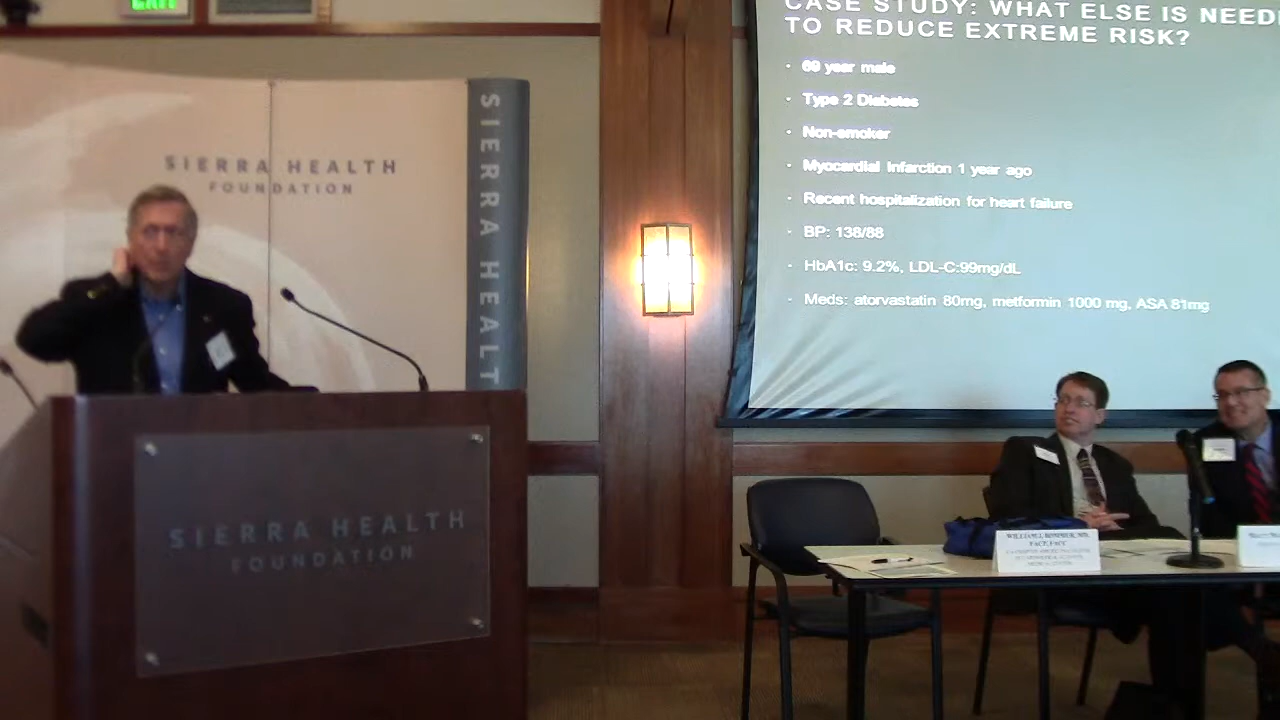 EXIT
SIERRA HEALTH
FOUNDATION
SIERRA HEALT
CASE STUDY: WHAT ELSE IS NEED
TO REDUCE EXTREME RISK?
· 69 year male
· Type 2 Diabetes
· Non-smoker
· Myocardial Infarction 1 year ago
· Recent hospitalization for heart failure
· BP: 138/88
· HbA1c: 9.2%, LDL-C:99mg/dL
· Meds: atorvastatin 80mg, metformin 1000 mg, ASA 81mg
SIERRA HEALTH
FOUNDATION